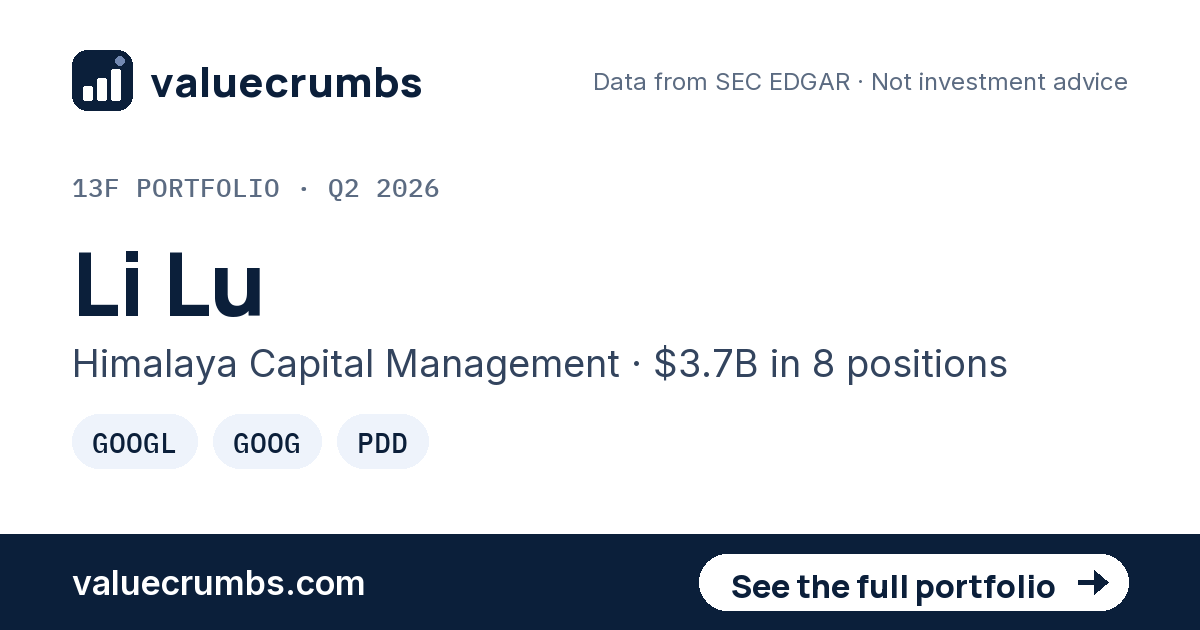 valuecrumbs
Data from SEC EDGAR · Not investment advice
13F PORTFOLIO · Q2 2026
Li Lu
Himalaya Capital Management · $3.7B in 8 positions
GOOGL GOOG PDD
valuecrumbs.com
See the full portfolio →